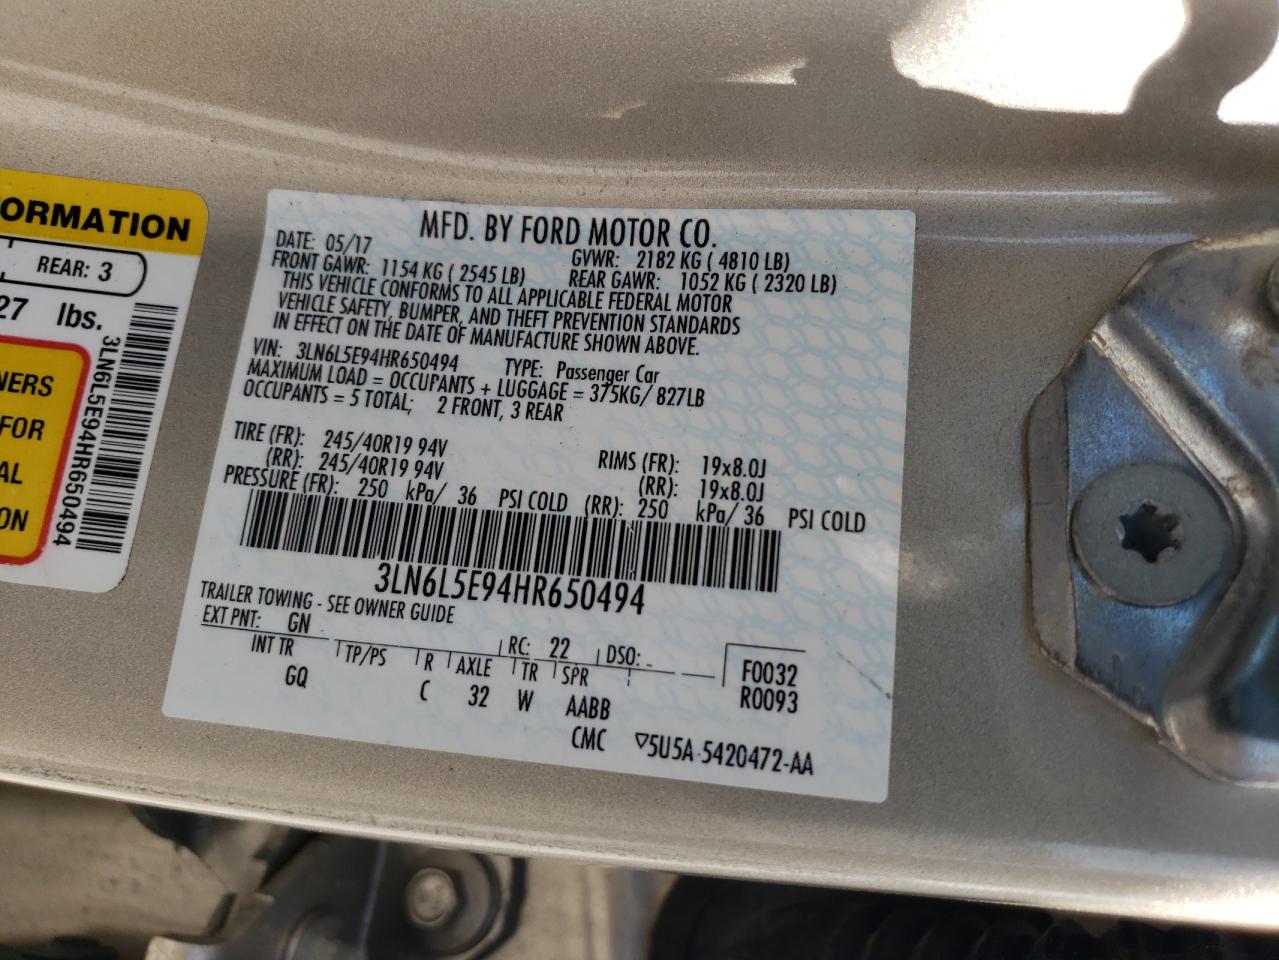 ORMATION
REAR: 3
27 lbs.
NERS
FOR
AL
ON
3LN6L5E94HR650494
MFD. BY FORD MOTOR CO.
DATE: 05/17 GVWR: 2182 KG ( 4810 LB)
FRONT GAWR: 1154 KG ( 2545 LB) REAR GAWR: 1052 KG ( 2320 LB)
THIS VEHICLE CONFORMS TO ALL APPLICABLE FEDERAL MOTOR
VEHICLE SAFETY, BUMPER, AND THEFT PREVENTION STANDARDS
IN EFFECT ON THE DATE OF MANUFACTURE SHOWN ABOVE.
VIN: 3LN6L5E94HR650494 TYPE: Passenger Car
MAXIMUM LOAD = OCCUPANTS + LUGGAGE = 375KG/ 827LB
OCCUPANTS = 5 TOTAL; 2 FRONT, 3 REAR
TIRE (FR): 245/40R19 94V RIMS (FR): 19x8.0J
(RR): 245/40R19 94V (RR): 19x8.0J
PRESSURE (FR): 250 kPa/ 36 PSI COLD (RR): 250 kPa/ 36 PSI COLD
3LN6L5E94HR650494
TRAILER TOWING - SEE OWNER GUIDE
EXT PNT: GN RC: 22 DSO: F0032
INT TR TP/PS R AXLE TR SPR R0093
GQ C 32 W AABB
CMC ▽5U5A-5420472-AA